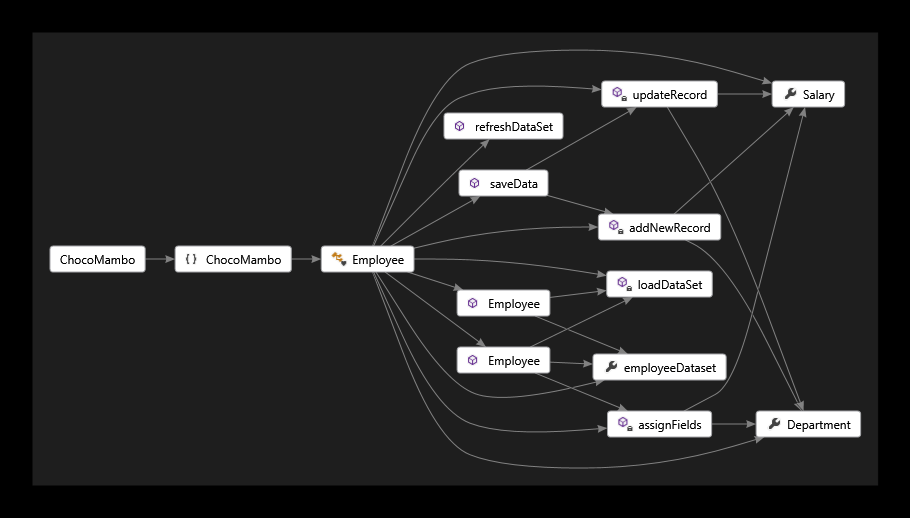 updateRecord
Salary
refreshDataSet
saveData
addNewRecord
ChocoMambo
{ } ChocoMambo
Employee
loadDataSet
Employee
Employee
employeeDataset
assignFields
Department